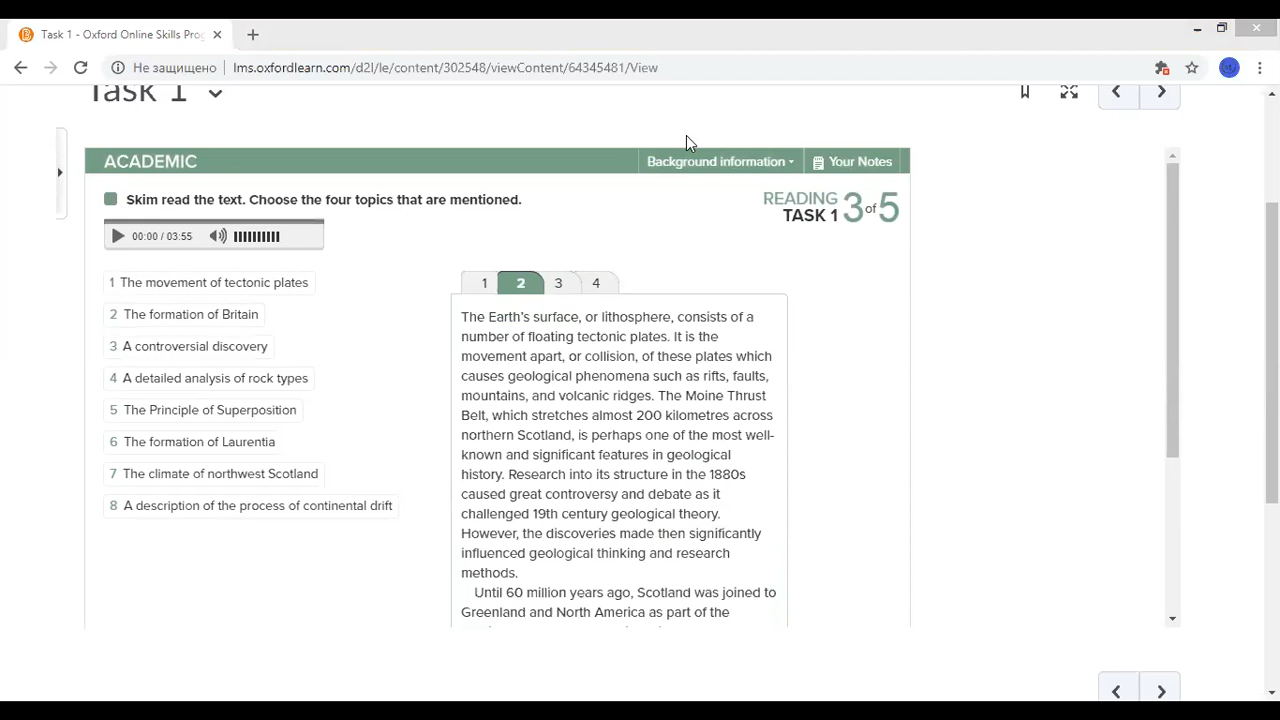 Task 1 - Oxford Online Skills Prog
Не защищено
lms.oxfordlearn.com/d2l/le/content/302548/viewContent/64345481/View
Task 1
ACADEMIC
Background information
Your Notes
Skim read the text. Choose the four topics that are mentioned.
READING
TASK 1
3 of 5
00:00 / 03:55
1 The movement of tectonic plates
2 The formation of Britain
3 A controversial discovery
4 A detailed analysis of rock types
5 The Principle of Superposition
6 The formation of Laurentia
7 The climate of northwest Scotland
8 A description of the process of continental drift
1 2 3 4
The Earth's surface, or lithosphere, consists of a
number of floating tectonic plates. It is the
movement apart, or collision, of these plates which
causes geological phenomena such as rifts, faults,
mountains, and volcanic ridges. The Moine Thrust
Belt, which stretches almost 200 kilometres across
northern Scotland, is perhaps one of the most well-
known and significant features in geological
history. Research into its structure in the 1880s
caused great controversy and debate as it
challenged 19th century geological theory.
However, the discoveries made then significantly
influenced geological thinking and research
methods.
Until 60 million years ago, Scotland was joined to
Greenland and North America as part of the